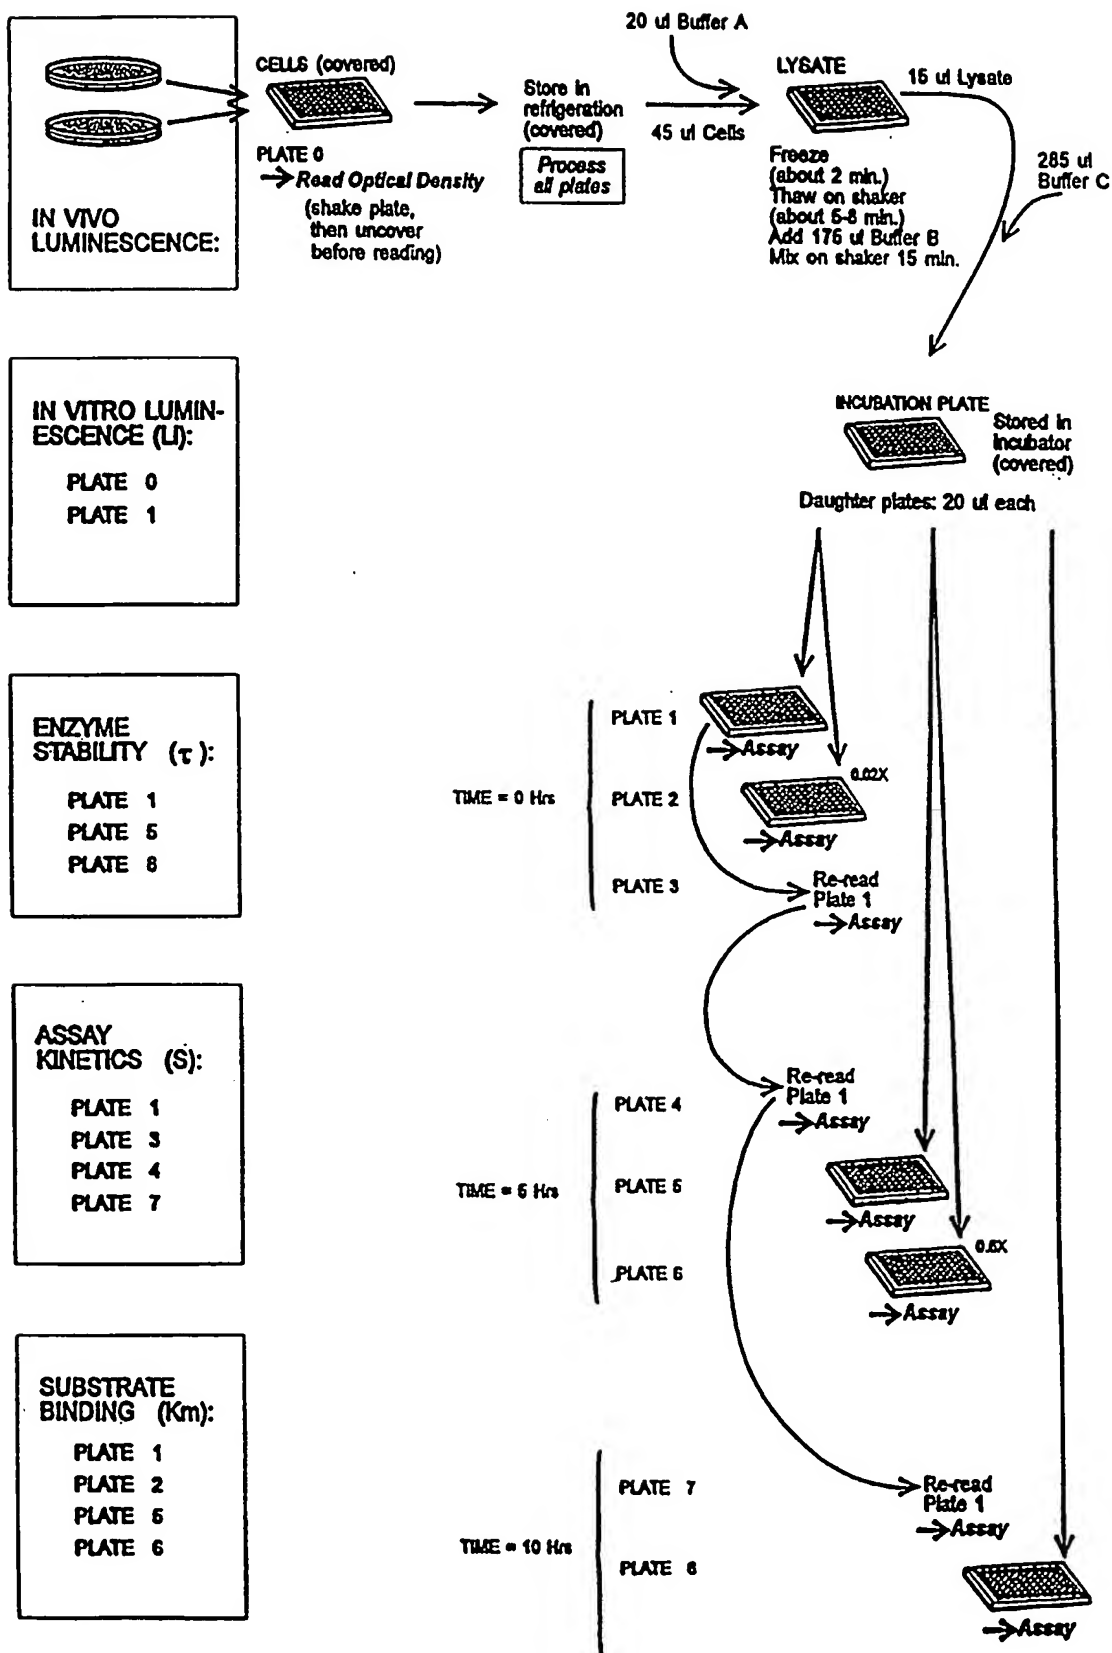 20 ul Buffer A
CELLS (covered)
Store in
refrigeration
(covered)
Process
all plates
45 ul Cells
LYSATE
15 ul Lysate
285 ul
Buffer C
PLATE 0
Read Optical Density
(shake plate,
then uncover
before reading)
Freeze
(about 2 min.)
Thaw on shaker
(about 5-8 min.)
Add 175 ul Buffer B
Mix on shaker 15 min.
IN VIVO
LUMINESCENCE:
IN VITRO LUMIN-
ESCENCE (LI):
PLATE 0
PLATE 1
INCUBATION PLATE
Stored in
incubator
(covered)
Daughter plates: 20 ul each
ENZYME
STABILITY (τ):
PLATE 1
PLATE 5
PLATE 8
TIME = 0 Hrs
PLATE 1
Assay
PLATE 2
0.02X
Assay
PLATE 3
Re-read
Plate 1
Assay
ASSAY
KINETICS (S):
PLATE 1
PLATE 3
PLATE 4
PLATE 7
TIME = 5 Hrs
PLATE 4
Re-read
Plate 1
Assay
PLATE 5
Assay
PLATE 6
0.5X
Assay
SUBSTRATE
BINDING (Km):
PLATE 1
PLATE 2
PLATE 5
PLATE 6
TIME = 10 Hrs
PLATE 7
Re-read
Plate 1
Assay
PLATE 8
Assay